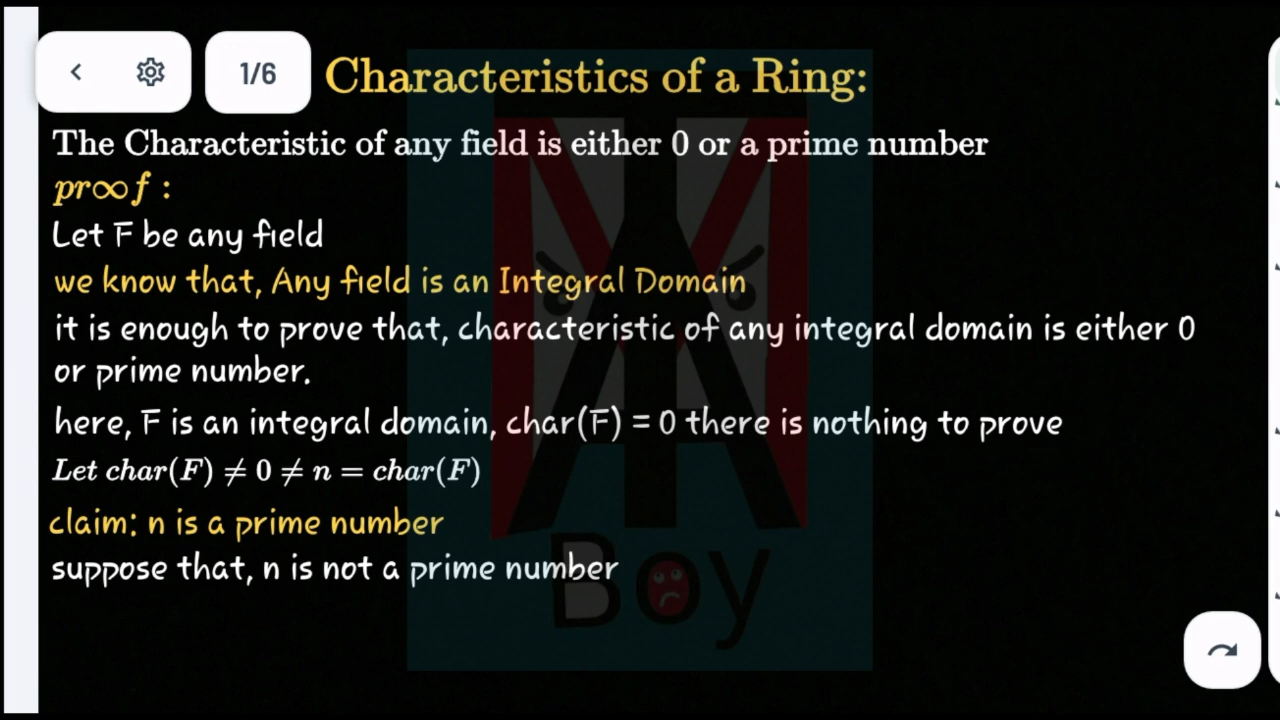 1/6
Characteristics of a Ring:
The Characteristic of any field is either 0 or a prime number
pr∞f :
Let F be any field
we know that, Any field is an Integral Domain
it is enough to prove that, characteristic of any integral domain is either 0
or prime number.
here, F is an integral domain, char(F) = 0 there is nothing to prove
Let char(F) ≠ 0 ≠ n = char(F)
claim: n is a prime number
suppose that, n is not a prime number
Boy